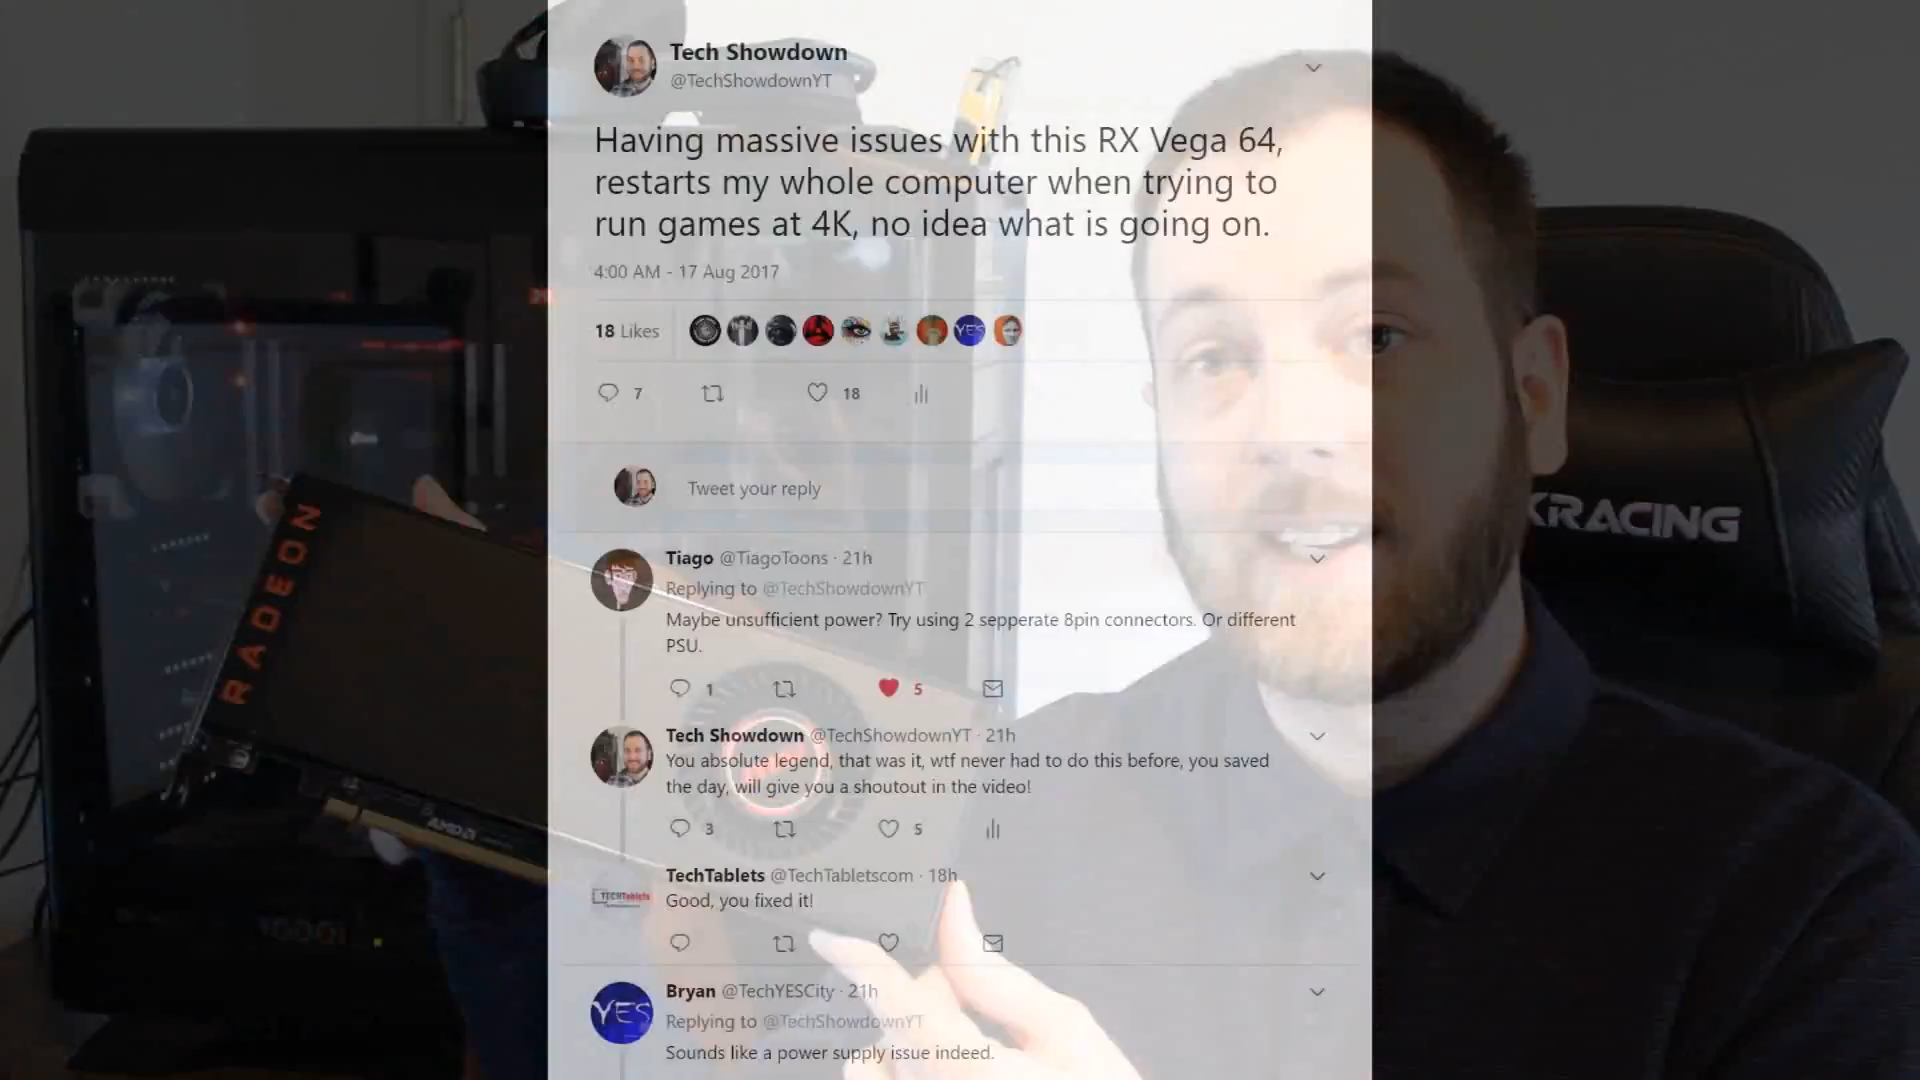 Tech Showdown
@TechShowdownYT
Having massive issues with this RX Vega 64,
restarts my whole computer when trying to
run games at 4K, no idea what is going on.
4:00 AM - 17 Aug 2017
18 Likes
YES
7
18
Tweet your reply
Tiago @TiagoToons · 21h
Replying to @TechShowdownYT
Maybe unsufficient power? Try using 2 sepperate 8pin connectors. Or different
PSU.
1
5
Tech Showdown @TechShowdownYT · 21h
You absolute legend, that was it, wtf never had to do this before, you saved
the day, will give you a shoutout in the video!
3
5
TECHTablets
TechTablets @TechTabletscom · 18h
Good, you fixed it!
YES
Bryan @TechYESCity · 21h
Replying to @TechShowdownYT
Sounds like a power supply issue indeed.
RADEON
AMD
RACING